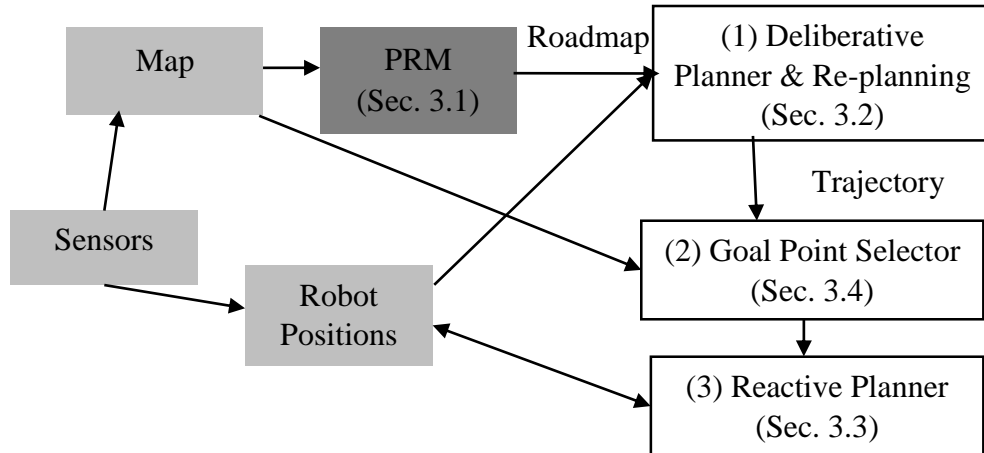 Map
PRM
(Sec. 3.1)
Roadmap
(1) Deliberative
Planner & Re-planning
(Sec. 3.2)
Trajectory
Sensors
(2) Goal Point Selector
(Sec. 3.4)
Robot
Positions
(3) Reactive Planner
(Sec. 3.3)